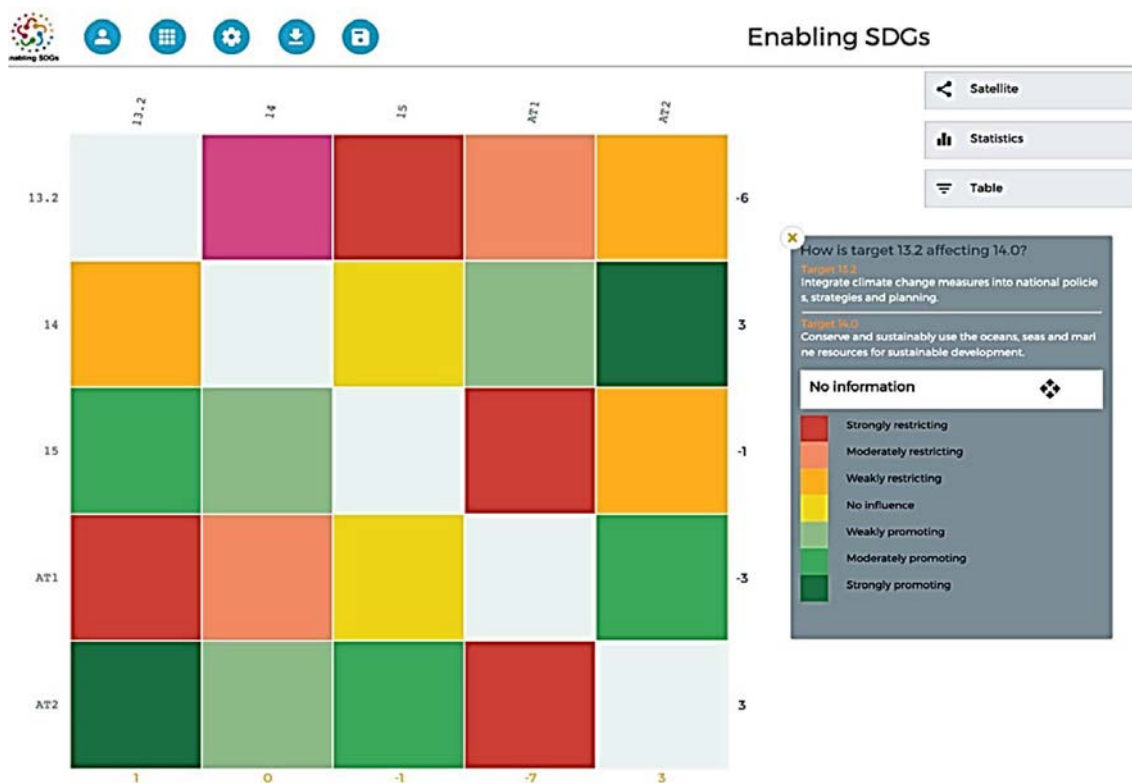 Enabling SDGs
nabling SDGs
Satellite
Statistics
Table
13.2 14 15 AT1 AT2
13.2 -6
14 3
15 -1
AT1 -3
AT2 3
1 0 -1 -7 3
How is target 13.2 affecting 14.0?
Target 13.2
Integrate climate change measures into national policie
s, strategies and planning.
Target 14.0
Conserve and sustainably use the oceans, seas and mari
ne resources for sustainable development.
No information
Strongly restricting
Moderately restricting
Weakly restricting
No influence
Weakly promoting
Moderately promoting
Strongly promoting